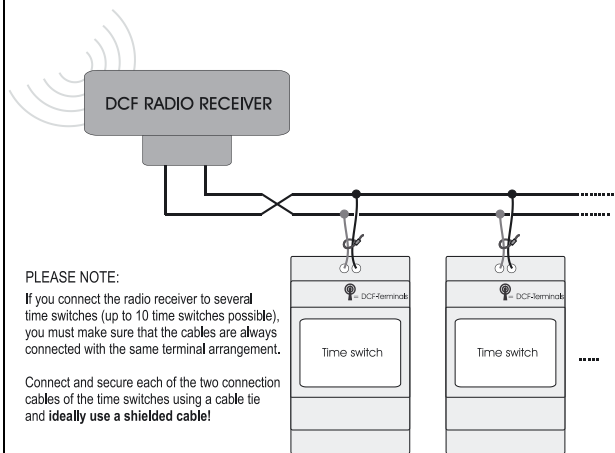 DCF RADIO RECEIVER
PLEASE NOTE:
If you connect the radio receiver to several
time switches (up to 10 time switches possible),
you must make sure that the cables are always
connected with the same terminal arrangement.
Connect and secure each of the two connection
cables of the time switches using a cable tie
and ideally use a shielded cable!
= DCF-Terminals
Time switch
= DCF-Terminals
Time switch